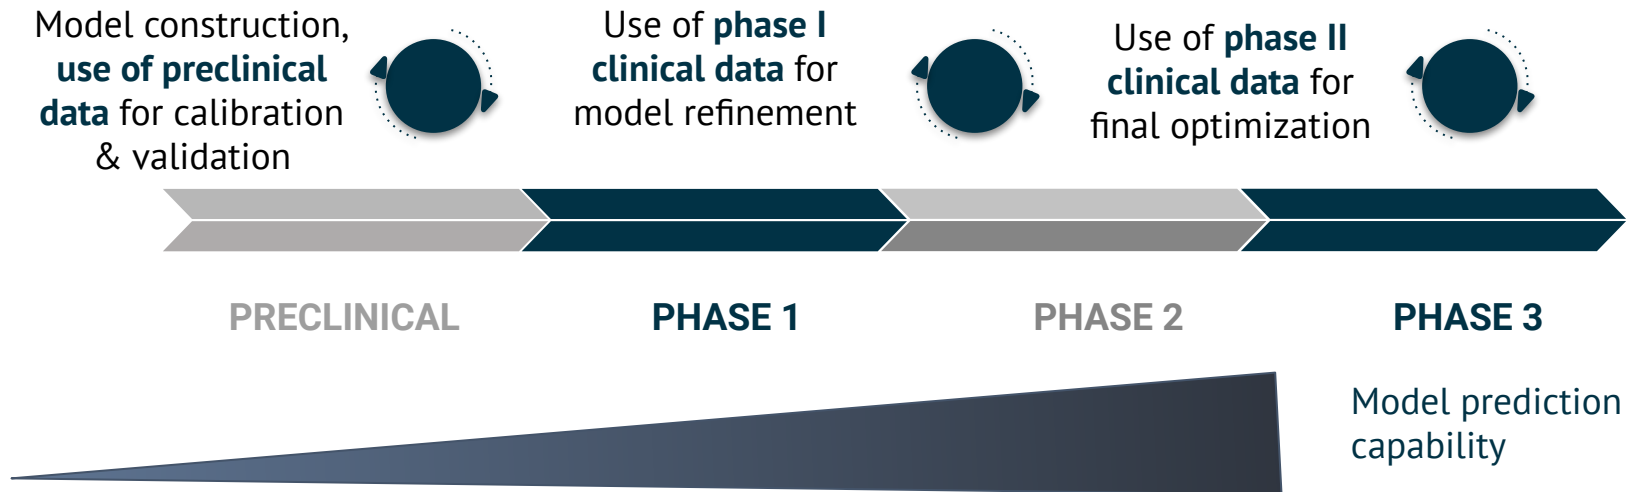 Model construction,
use of preclinical
data for calibration
& validation
Use of phase I
clinical data for
model refinement
Use of phase II
clinical data for
final optimization
PRECLINICAL
PHASE 1
PHASE 2
PHASE 3
Model prediction
capability